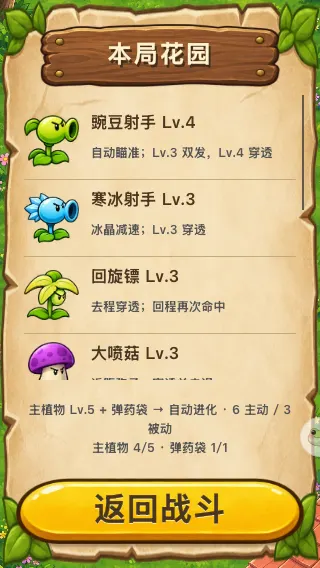 本局花园
豌豆射手 Lv.4
自动瞄准；Lv.3 双发，Lv.4 穿透
寒冰射手 Lv.3
冰晶减速；Lv.3 穿透
回旋镖 Lv.3
去程穿透；回程再次命中
大喷菇 Lv.3
主植物 Lv.5 + 弹药袋 → 自动进化 · 6 主动 / 3
被动
主植物 4/5 · 弹药袋 1/1
返回战斗